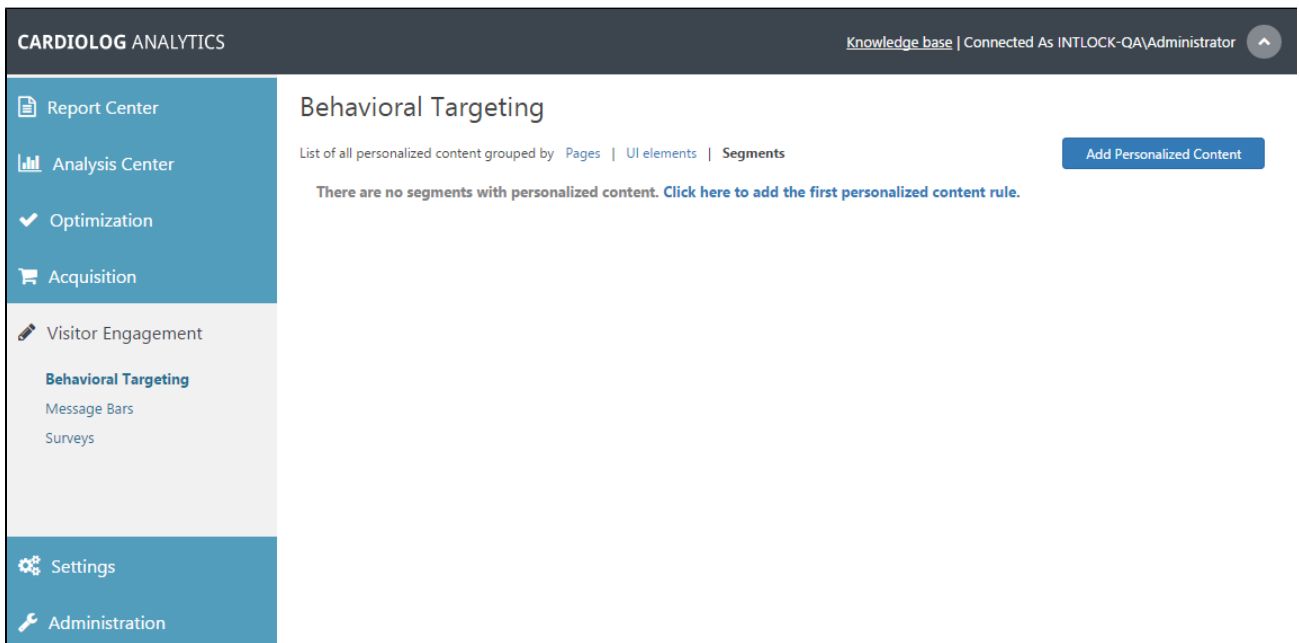 CARDIOLOG ANALYTICS
Knowledge base | Connected As INTLOCK-QA\Administrator
Report Center
Analysis Center
Optimization
Acquisition
Visitor Engagement
Behavioral Targeting
Message Bars
Surveys
Settings
Administration
Behavioral Targeting
List of all personalized content grouped by Pages | UI elements | Segments
Add Personalized Content
There are no segments with personalized content. Click here to add the first personalized content rule.